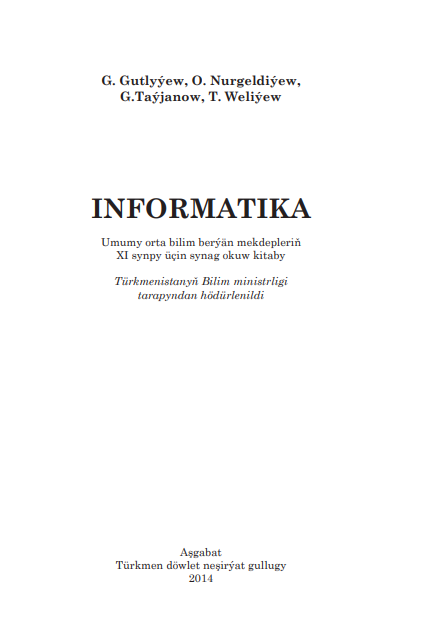 G. Gutlyýew, O. Nurgeldiýew,
G.Taýjanow, T. Weliýew
INFORMATIKA
Umumy orta bilim berýän mekdepleriň
XI synpy üçin synag okuw kitaby
Türkmenistanyň Bilim ministrligi
tarapyndan hödürlenildi
Aşgabat
Türkmen döwlet neşirýat gullugy
2014